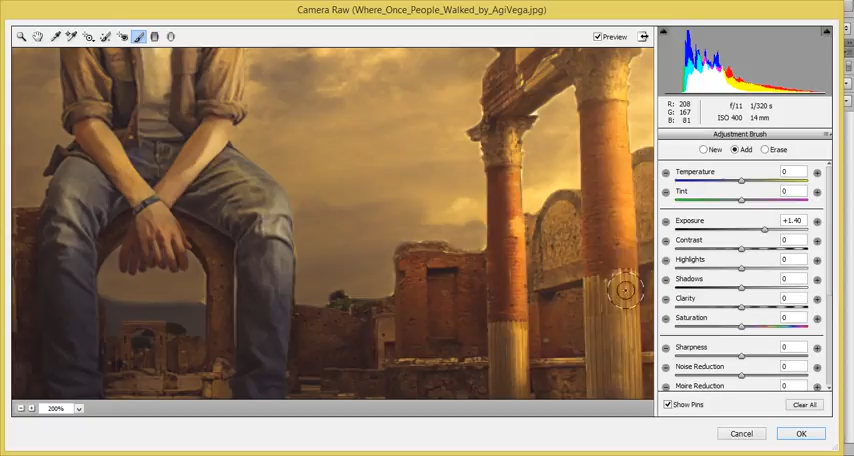 Camera Raw (Where_Once_People_Walked_by_AgiVega.jpg)
Preview
R: 208
G: 167
B: 81
f/11 1/320 s
ISO 400 14 mm
Adjustment Brush
New Add Erase
Temperature 0
Tint 0
Exposure +1.40
Contrast 0
Highlights 0
Shadows 0
Clarity 0
Saturation 0
Sharpness 0
Noise Reduction 0
Moire Reduction 0
Show Pins Clear All
200%
Cancel OK